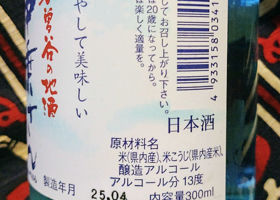 曽谷の地酒
やして美味しい
してお召し上がり下さい。
は20歳になってから。
は楽しく適量を。
4933158 0341
日本酒
原材料名
米(県内産)、米こうじ(県内産米)、
醸造アルコール
アルコール分13度
製造年月 25.04 内容量300ml